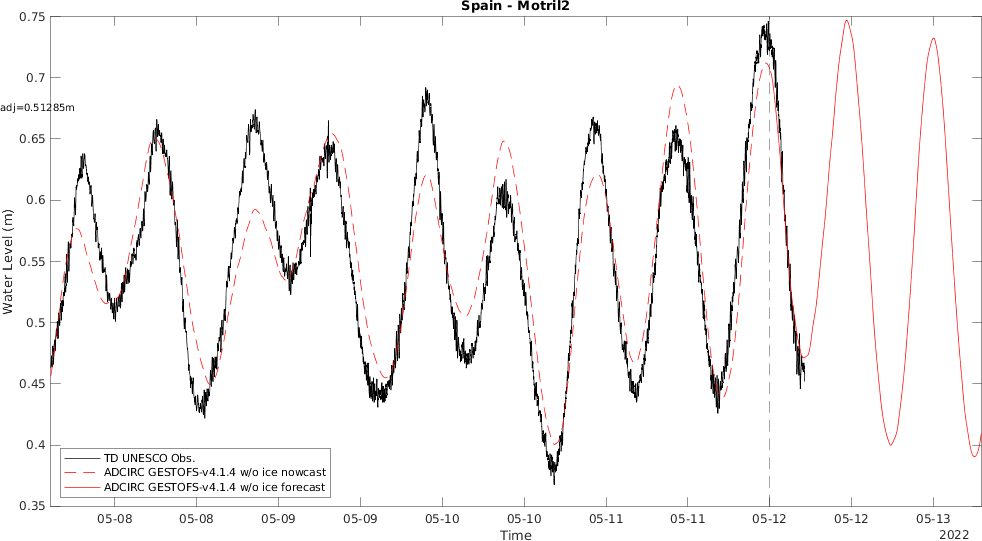 Spain - Motril2
0.75
0.7
adj=0.51285m
0.65
0.6
0.55
0.5
0.45
0.4
0.35
Water Level (m)
TD UNESCO Obs.
ADCIRC GESTOFS-v4.1.4 w/o ice nowcast
ADCIRC GESTOFS-v4.1.4 w/o ice forecast
05-08 05-08 05-09 05-09 05-10 05-10 05-11 05-11 05-12 05-12 05-13
Time
2022